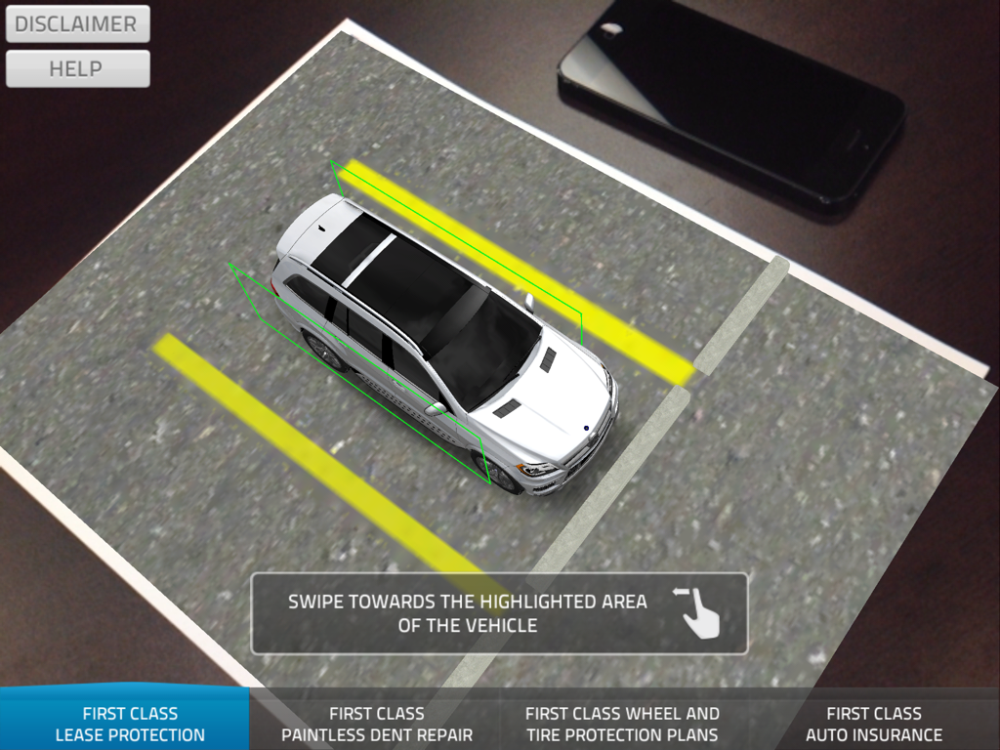 DISCLAIMER
HELP
SWIPE TOWARDS THE HIGHLIGHTED AREA
OF THE VEHICLE
FIRST CLASS
LEASE PROTECTION
FIRST CLASS
PAINTLESS DENT REPAIR
FIRST CLASS WHEEL AND
TIRE PROTECTION PLANS
FIRST CLASS
AUTO INSURANCE